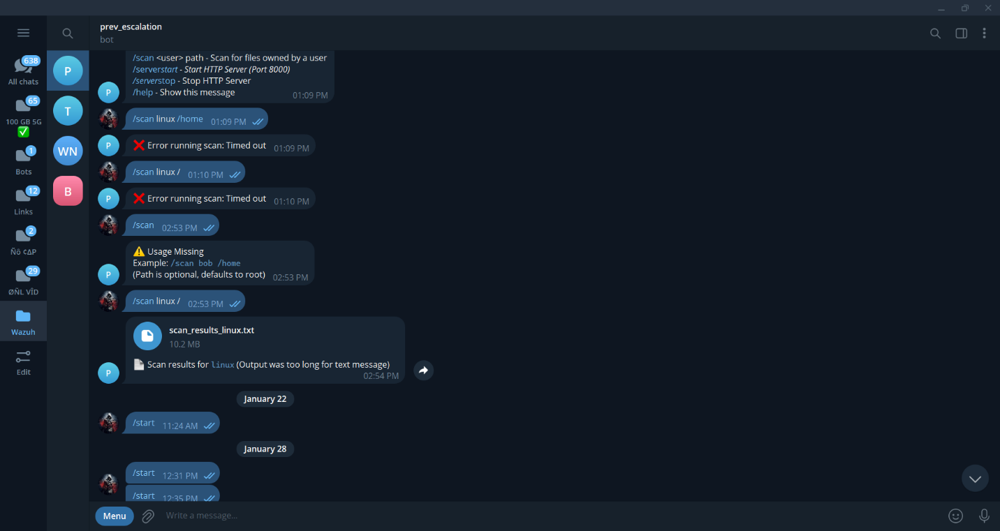 prev_escalation
bot
638
All chats
65
100 GB 5G
✅
1
Bots
12
Links
2
Ñō ¢ΔP
29
ØÑL VĪD
Wazuh
Edit
P
T
WN
B
/scan <user> path - Scan for files owned by a user
/serverstart - Start HTTP Server (Port 8000)
/serverstop - Stop HTTP Server
/help - Show this message
01:09 PM
P
/scan linux /home 01:09 PM
P
❌ Error running scan: Timed out 01:09 PM
/scan linux / 01:10 PM
P
❌ Error running scan: Timed out 01:10 PM
/scan 02:53 PM
⚠️ Usage Missing
Example: /scan bob /home
(Path is optional, defaults to root) 02:53 PM
P
/scan linux / 02:53 PM
scan_results_linux.txt
10.2 MB
📄 Scan results for linux (Output was too long for text message)
02:54 PM
P
January 22
/start 11:24 AM
January 28
/start 12:31 PM
/start 12:35 PM
Menu
Write a message...